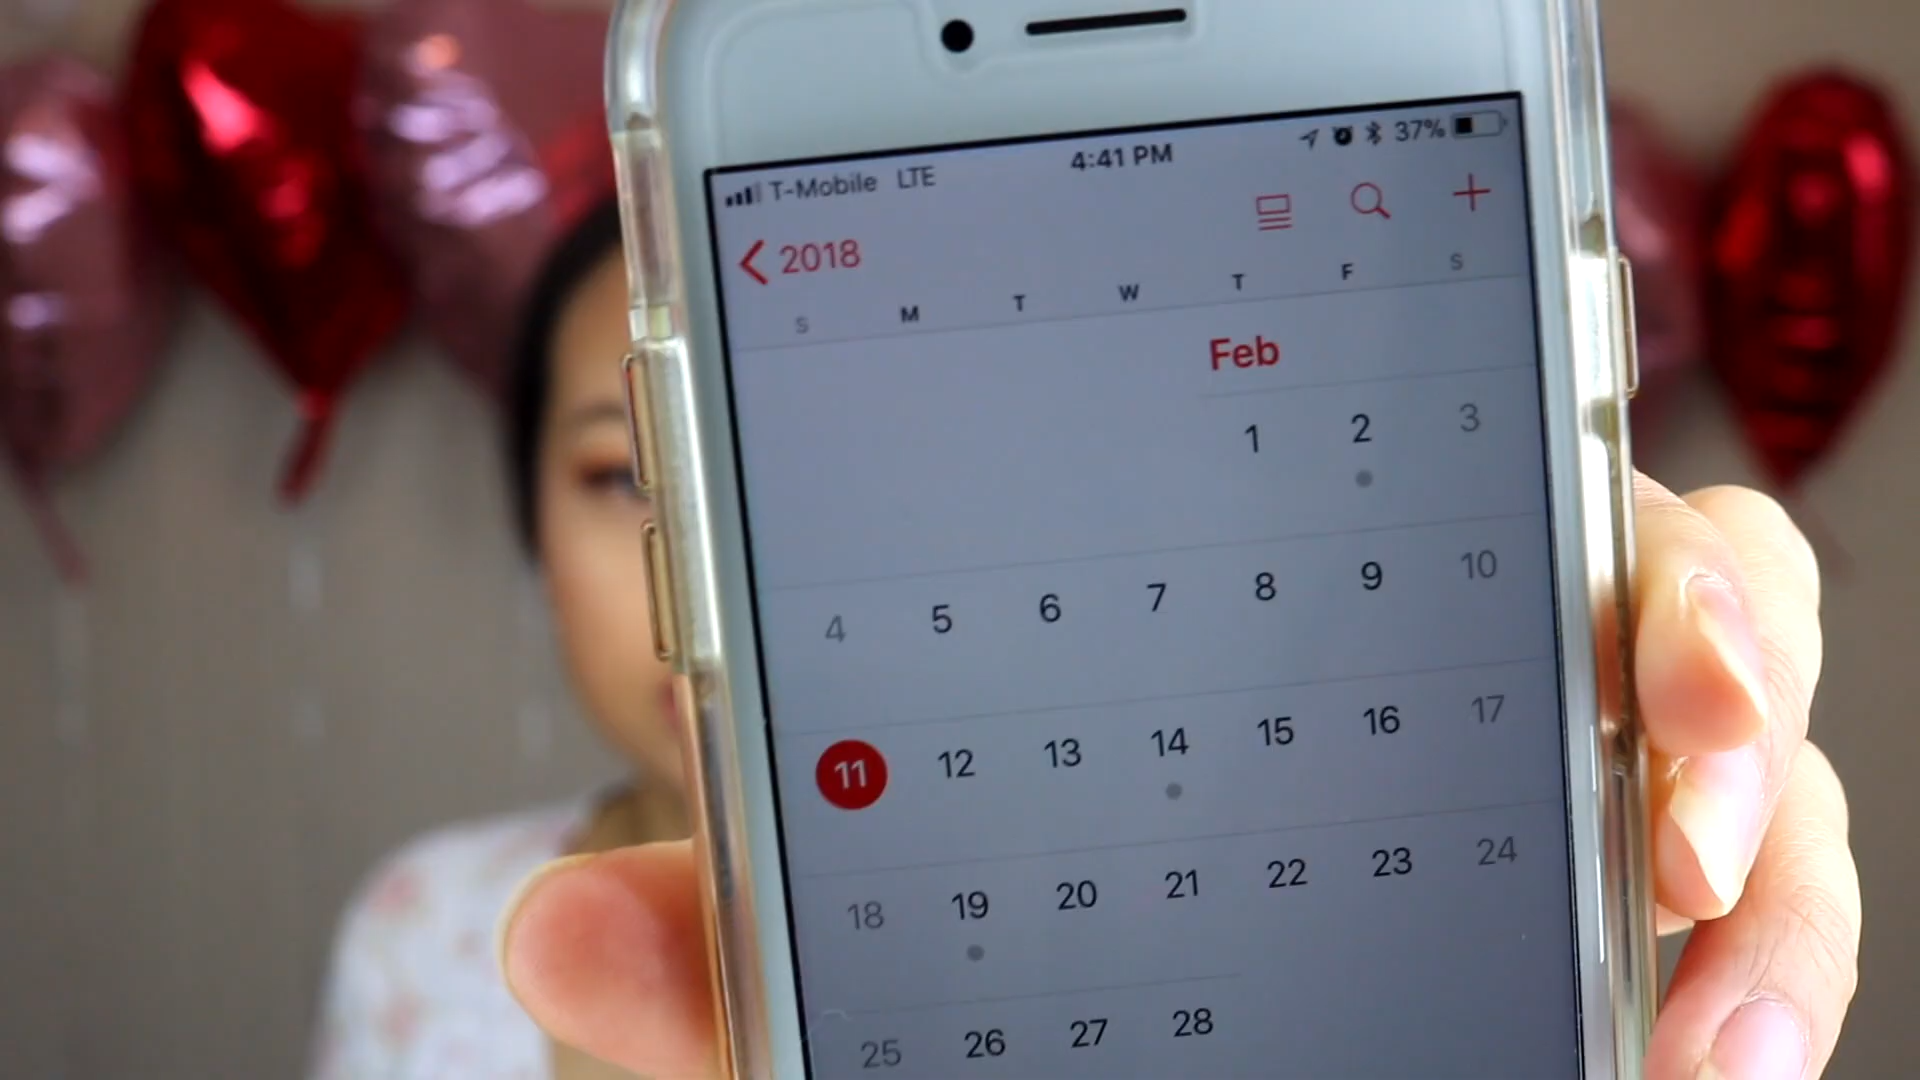 T-Mobile LTE 4:41 PM 37%
2018
S M T W T F S
Feb
1 2 3
4 5 6 7 8 9 10
11 12 13 14 15 16 17
18 19 20 21 22 23 24
25 26 27 28